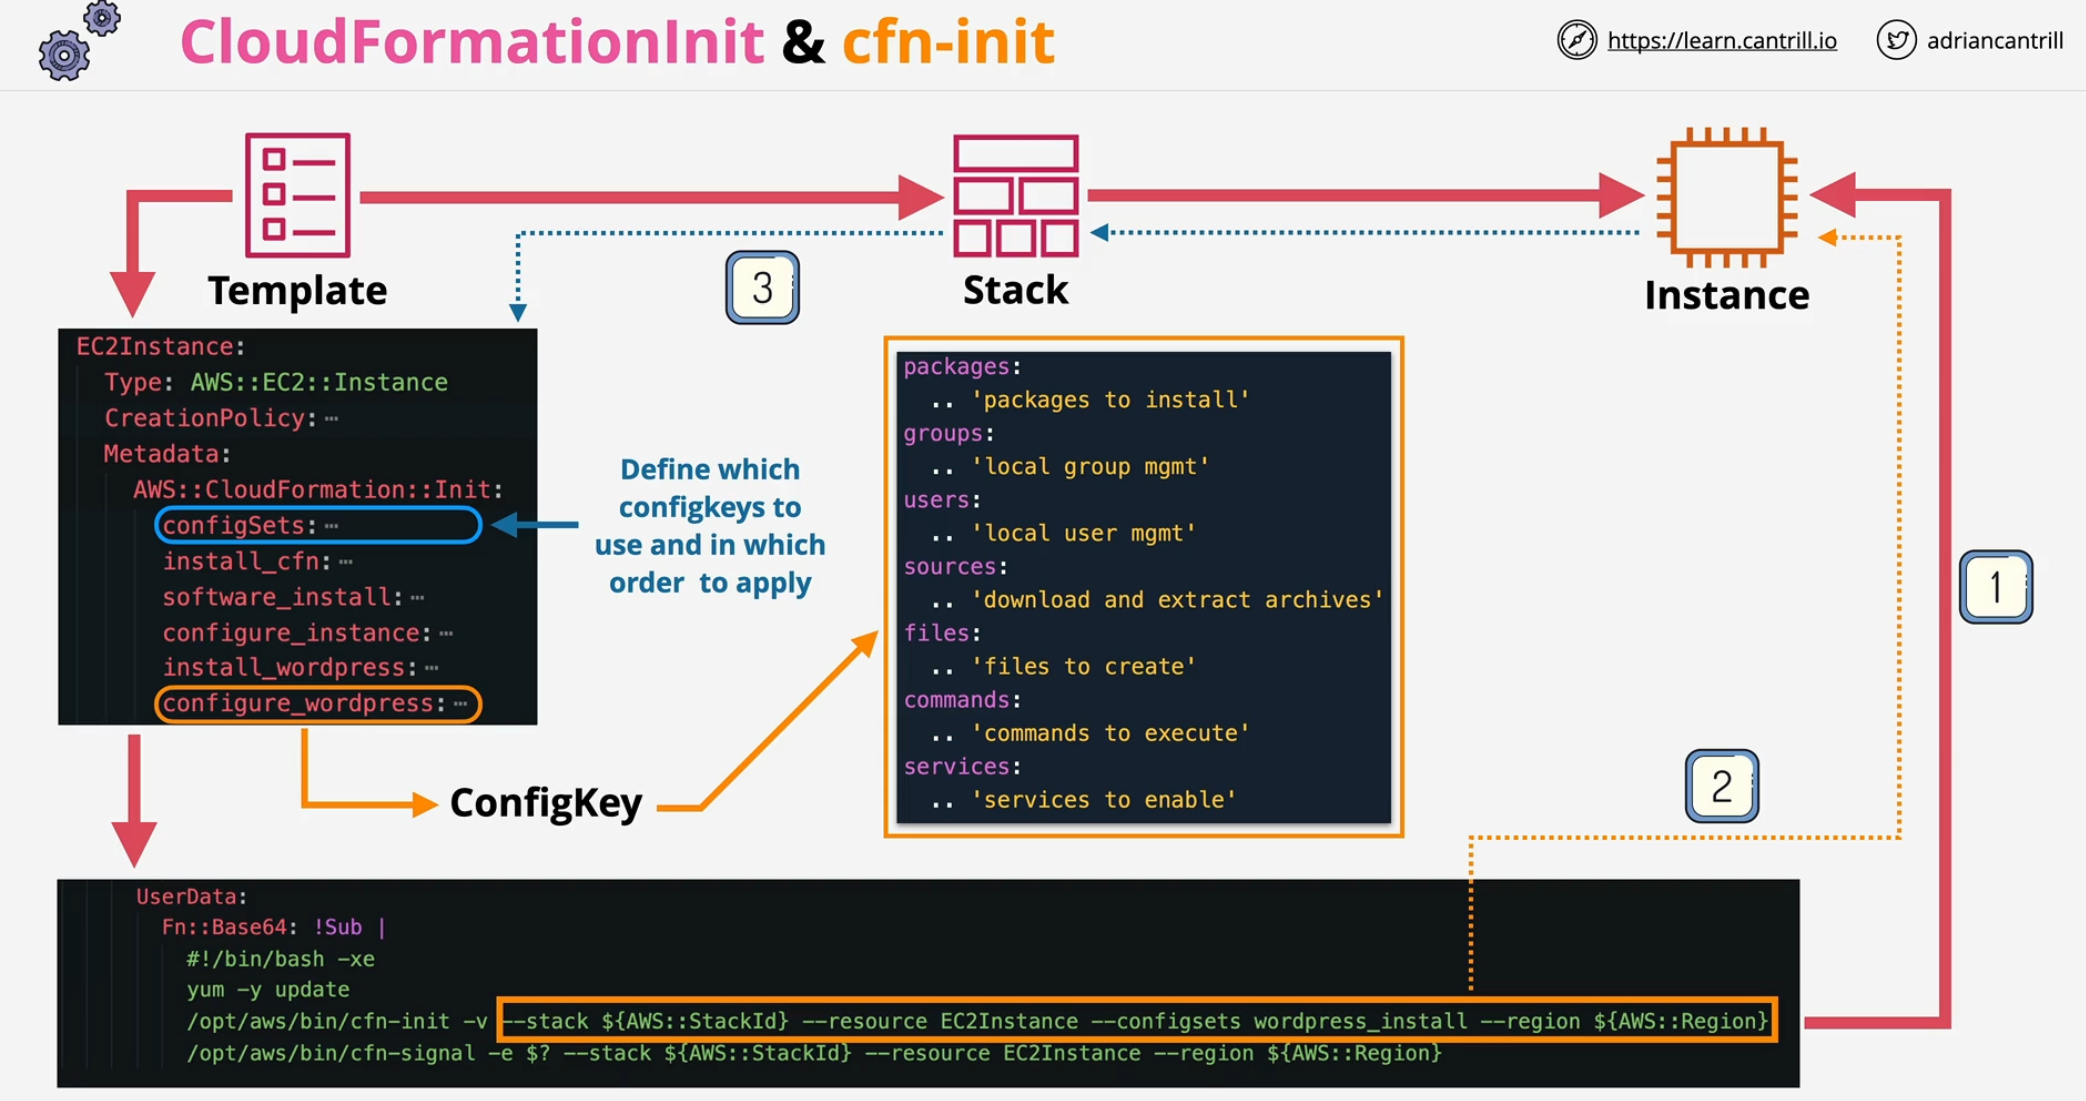 CloudFormationInit & cfn-init
https://learn.cantrill.io
adriancantrill
Template
Stack
Instance
3
EC2Instance:
Type: AWS::EC2::Instance
CreationPolicy: ⋯
Metadata:
AWS::CloudFormation::Init:
configSets: ⋯
install_cfn: ⋯
software_install: ⋯
configure_instance: ⋯
install_wordpress: ⋯
configure_wordpress: ⋯
Define which
configkeys to
use and in which
order to apply
ConfigKey
packages:
.. 'packages to install'
groups:
.. 'local group mgmt'
users:
.. 'local user mgmt'
sources:
.. 'download and extract archives'
files:
.. 'files to create'
commands:
.. 'commands to execute'
services:
.. 'services to enable'
1
2
UserData:
Fn::Base64: !Sub |
#!/bin/bash -xe
yum -y update
/opt/aws/bin/cfn-init -v --stack ${AWS::StackId} --resource EC2Instance --configsets wordpress_install --region ${AWS::Region}
/opt/aws/bin/cfn-signal -e $? --stack ${AWS::StackId} --resource EC2Instance --region ${AWS::Region}